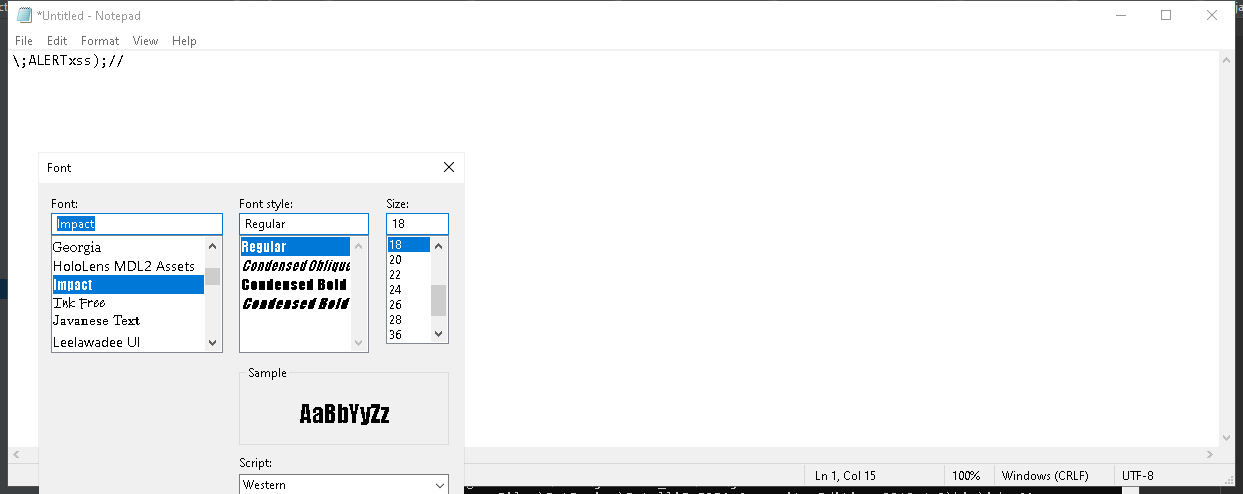 *Untitled - Notepad
File Edit Format View Help
\;ALERTxss);//
Font
Font: Font style: Size:
Impact Regular 18
Georgia
HoloLens MDL2 Assets
Impact
Ink Free
Javanese Text
Leelawadee UI
Regular
Condensed Oblique
Condensed Bold
Condensed Bold
18
20
22
24
26
28
36
Sample
AaBbYyZz
Script:
Western
Ln 1, Col 15 100% Windows (CRLF) UTF-8